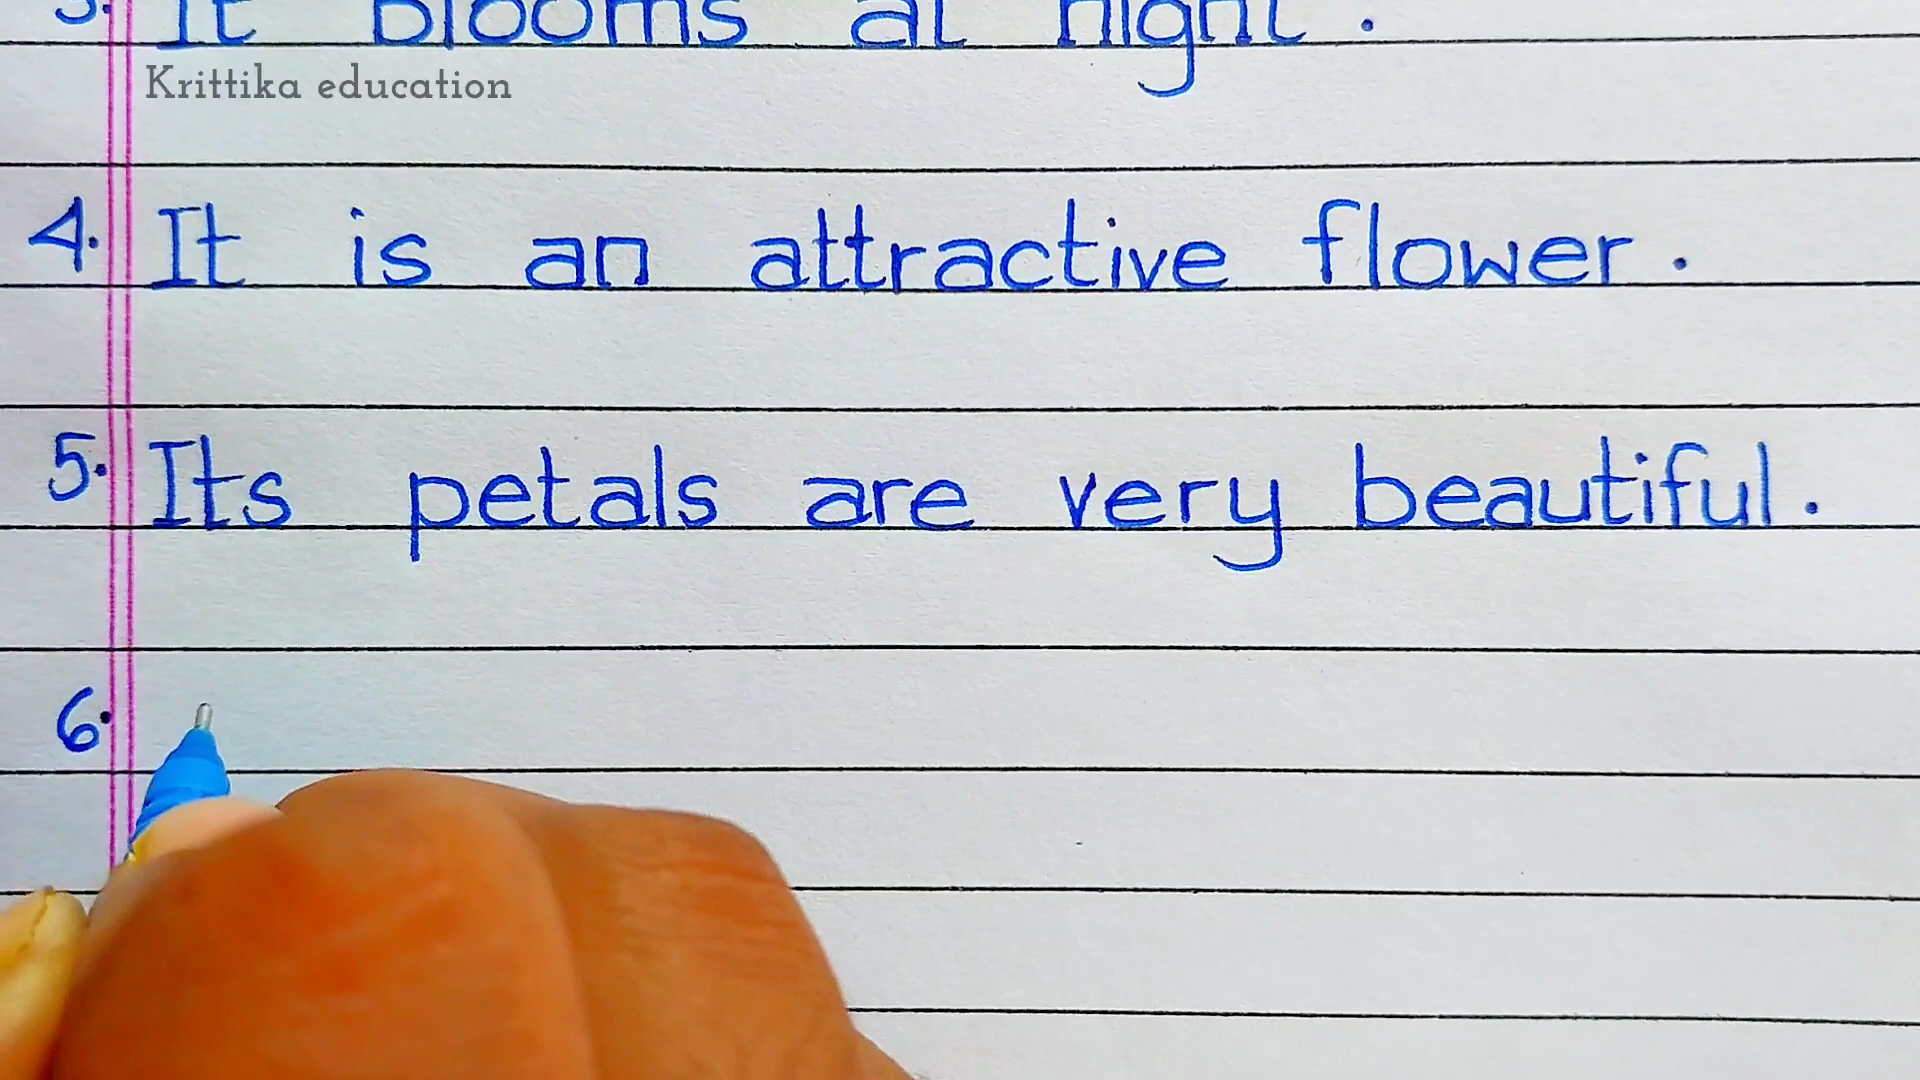 3. It blooms at night.
Krittika education
4. It is an attractive flower.
5. Its petals are very beautiful.
6.